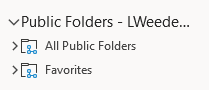 Public Folders - LWeede...
All Public Folders
Favorites